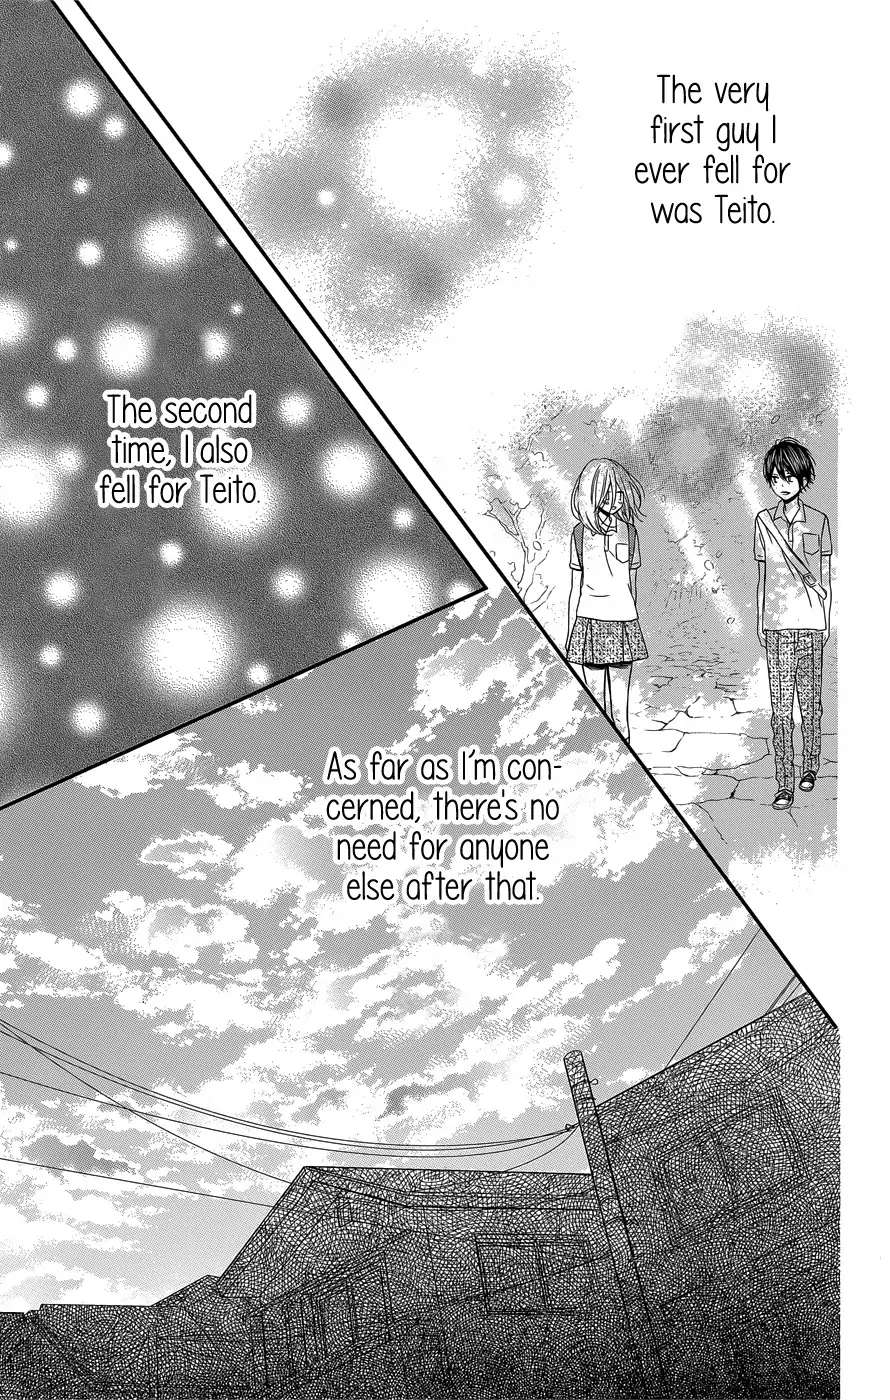 The very
first guy I
ever fell for
was Teito.
The second
time, I also
fell for Teito.
As far as I'm con-
cerned, there's no
need for anyone
else after that.